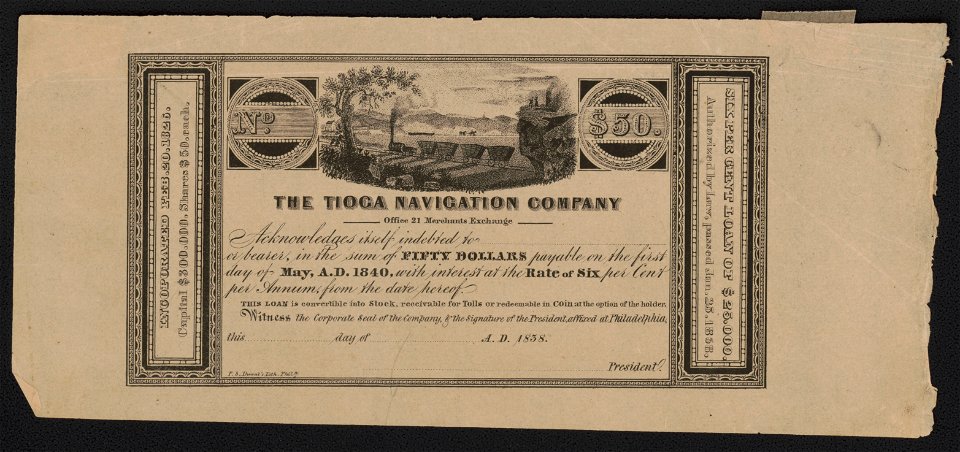 INCORPORATED FEB. 20. 1826.
Capital $300,000. Shares $50. each.
No.
$50.
THE TIOGA NAVIGATION COMPANY
Office 21 Merchants Exchange
Acknowledges itself indebted to
or bearer, in the sum of FIFTY DOLLARS payable on the first
day of May, A.D. 1840, with interest at the Rate of Six per Cent
per Annum, from the date hereof.
THIS LOAN is convertible into Stock, receivable for Tolls or redeemable in COIN at the option of the holder.
Witness the Corporate Seal of the Company, & the Signature of the President, affixed at Philadelphia,
this day of A. D. 1838.
President.
P. S. Duval's Lith. Phila.
SIX PER CENT LOAN OF $25,000.
Authorized by Law, passed Jan. 25. 1838.